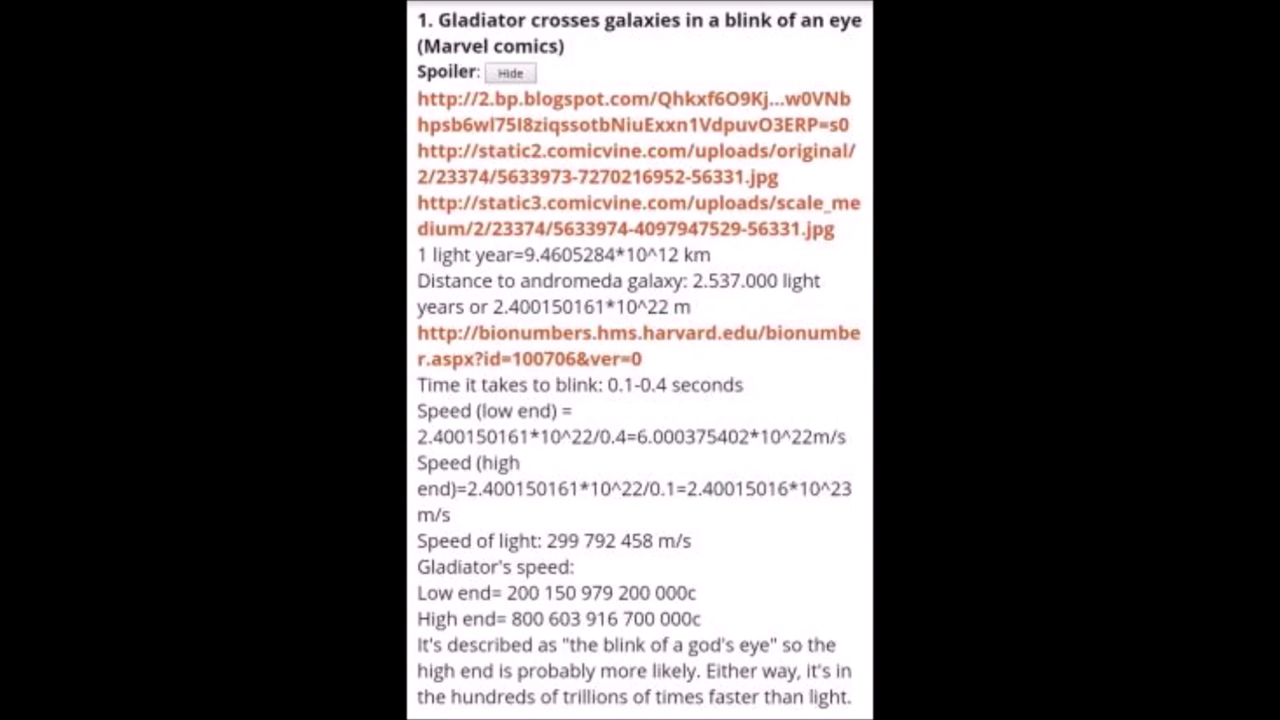 1. Gladiator crosses galaxies in a blink of an eye
(Marvel comics)
Spoiler: Hide
http://2.bp.blogspot.com/Qhkxf6O9Kj...w0VNb
hpsb6wl75I8ziqssotbNiuExxn1VdpuvO3ERP=s0
http://static2.comicvine.com/uploads/original/
2/23374/5633973-7270216952-56331.jpg
http://static3.comicvine.com/uploads/scale_me
dium/2/23374/5633974-4097947529-56331.jpg
1 light year=9.4605284*10^12 km
Distance to andromeda galaxy: 2.537.000 light
years or 2.400150161*10^22 m
http://bionumbers.hms.harvard.edu/bionumbe
r.aspx?id=100706&ver=0
Time it takes to blink: 0.1-0.4 seconds
Speed (low end) =
2.400150161*10^22/0.4=6.000375402*10^22m/s
Speed (high
end)=2.400150161*10^22/0.1=2.40015016*10^23
m/s
Speed of light: 299 792 458 m/s
Gladiator's speed:
Low end= 200 150 979 200 000c
High end= 800 603 916 700 000c
It's described as "the blink of a god's eye" so the
high end is probably more likely. Either way, it's in
the hundreds of trillions of times faster than light.